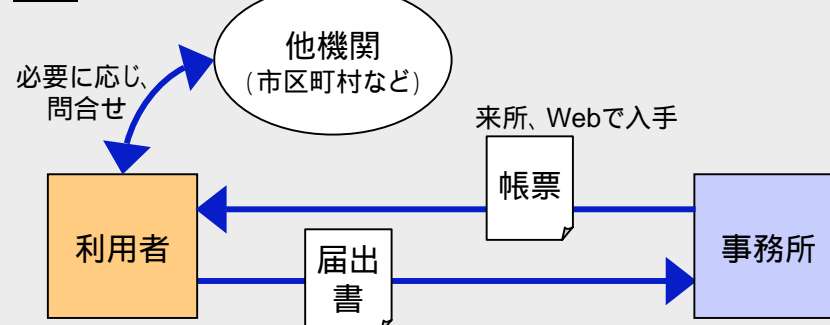 他機関
(市区町村など)
必要に応じ、
問合せ
来所、Webで入手
帳票
利用者
事務所
届出
書